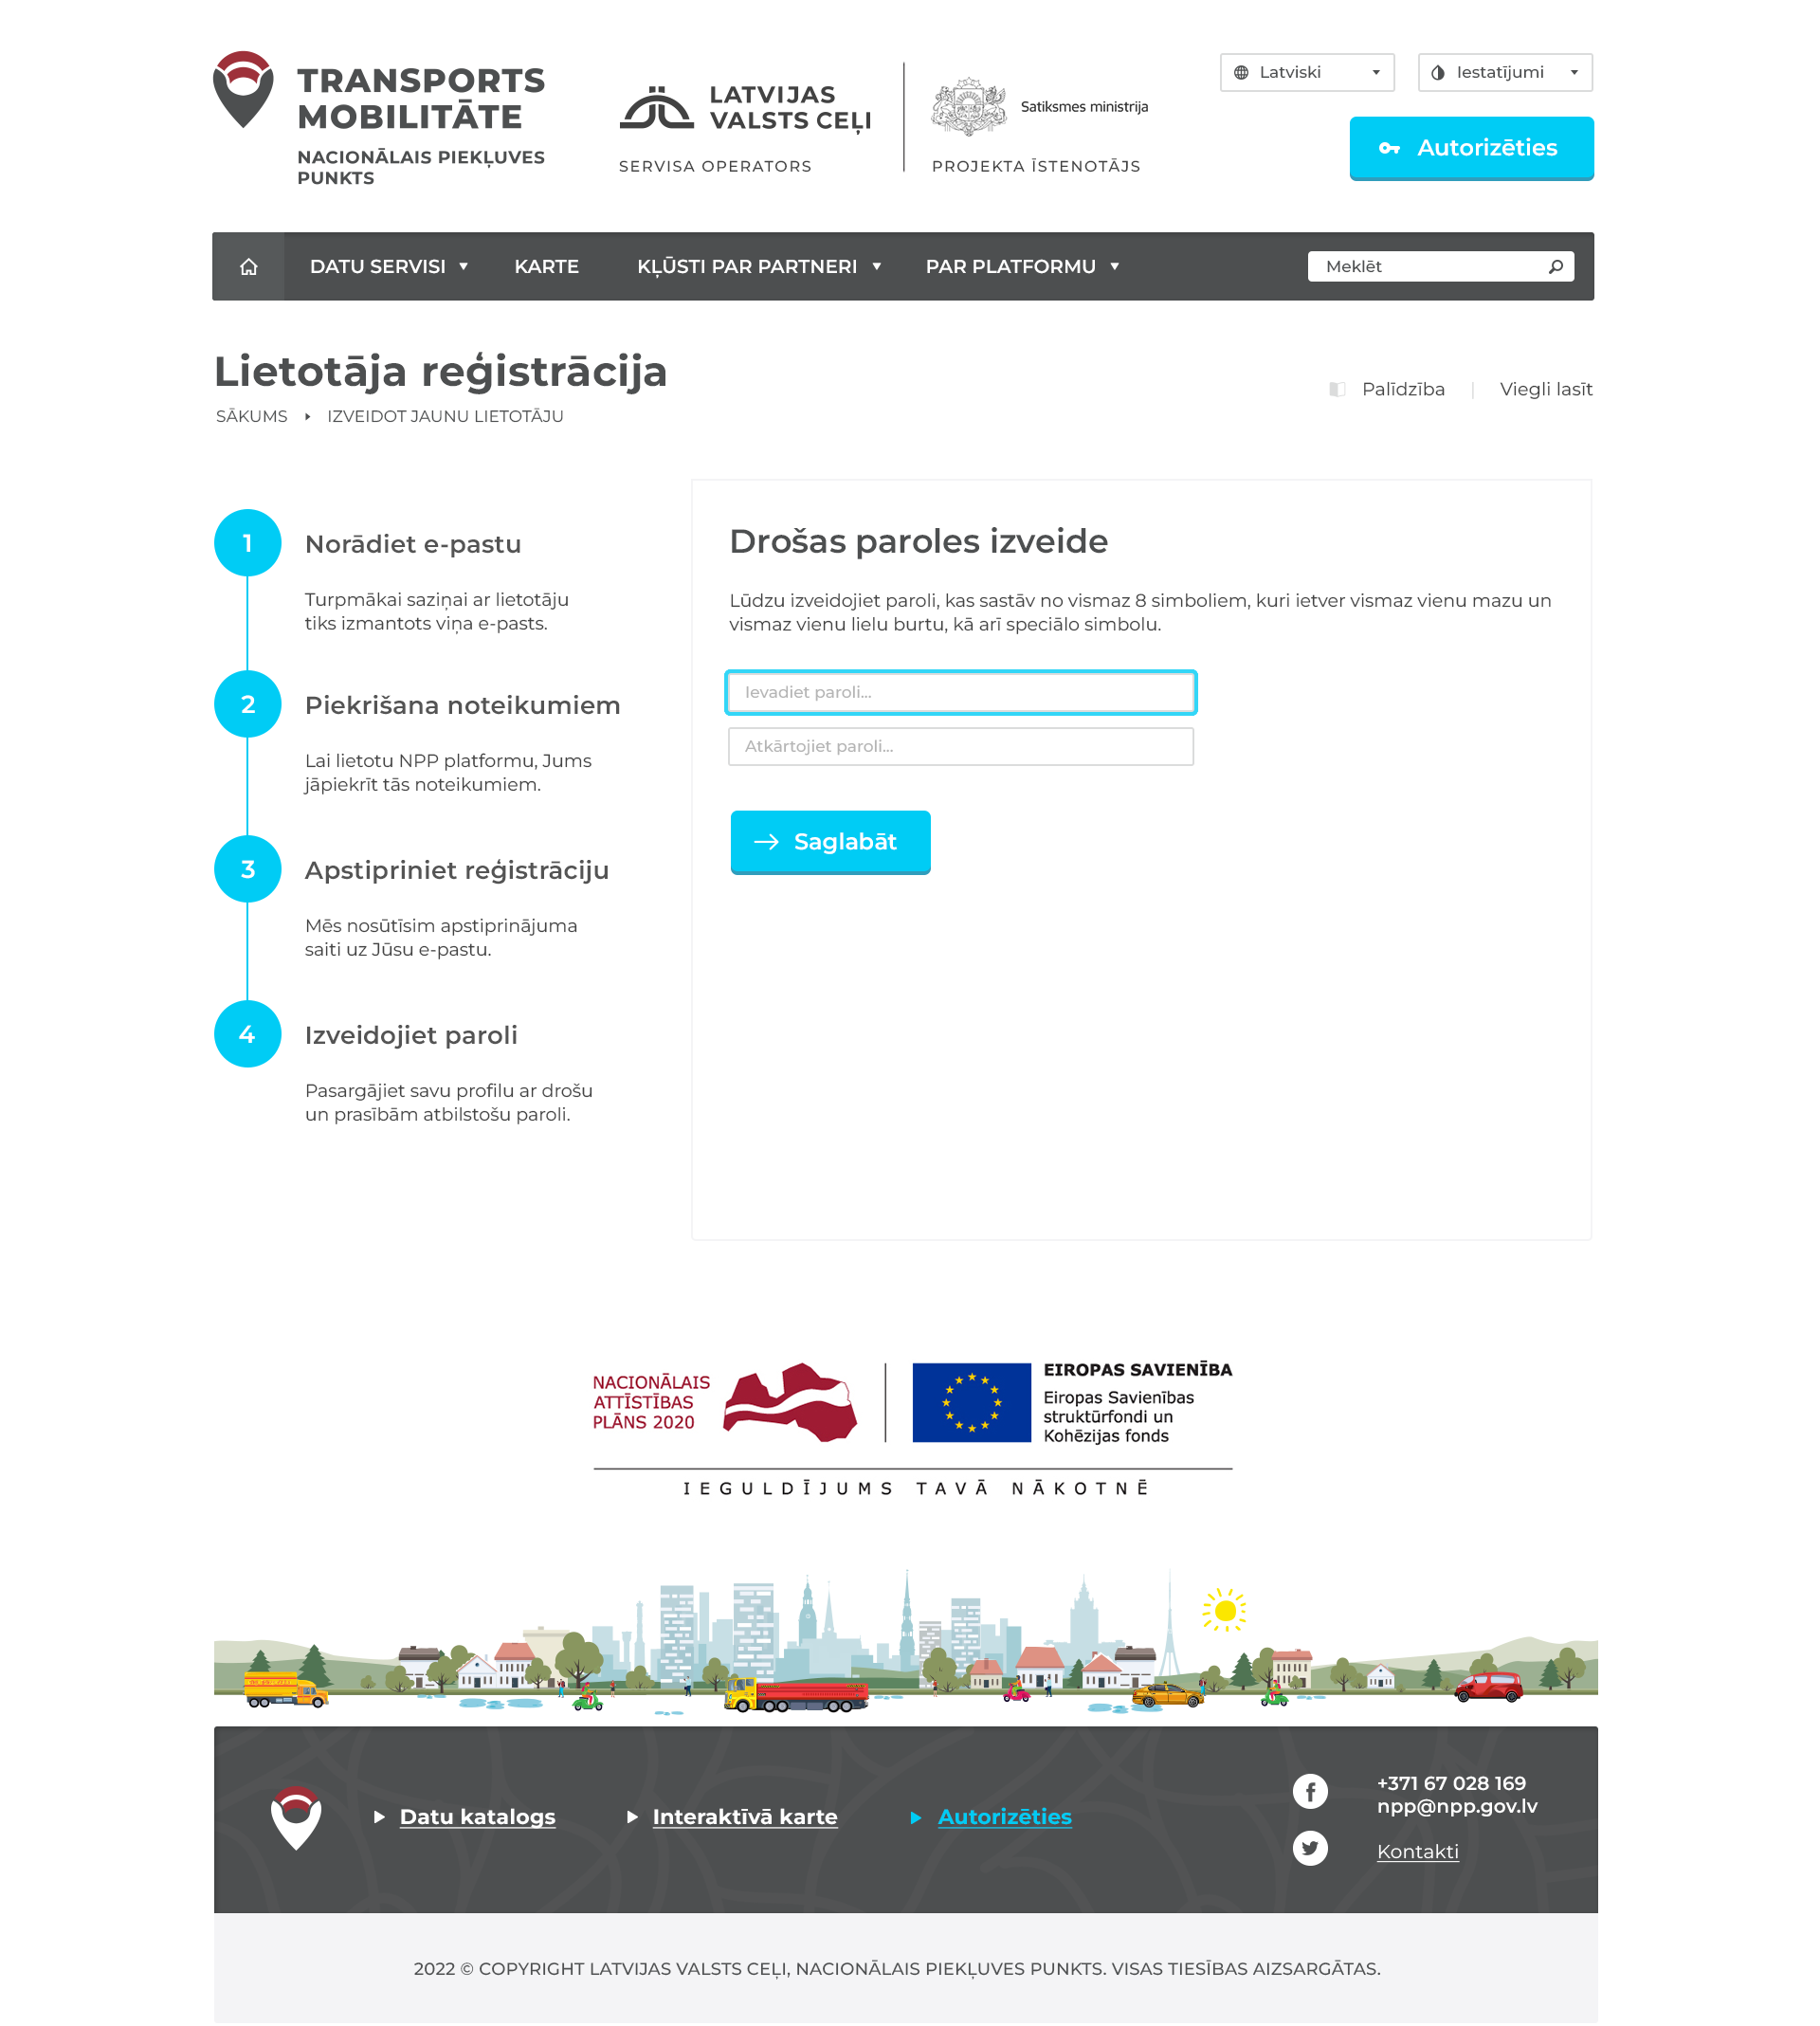 TRANSPORTS
MOBILITĀTE
NACIONĀLAIS PIEKĻUVES
PUNKTS
LATVIJAS
VALSTS CEĻI
SERVISA OPERATORS
Satiksmes ministrija
PROJEKTA ĪSTENOTĀJS
Latviski
Iestatījumi
Autorizēties
DATU SERVISI
KARTE
KĻŪSTI PAR PARTNERI
PAR PLATFORMU
Meklēt
Lietotāja reģistrācija
SĀKUMS
IZVEIDOT JAUNU LIETOTĀJU
Palīdzība
Viegli lasīt
1
Norādiet e-pastu
Turpmākai saziņai ar lietotāju
tiks izmantots viņa e-pasts.
2
Piekrišana noteikumiem
Lai lietotu NPP platformu, Jums
jāpiekrīt tās noteikumiem.
3
Apstipriniet reģistrāciju
Mēs nosūtīsim apstiprinājuma
saiti uz Jūsu e-pastu.
4
Izveidojiet paroli
Pasargājiet savu profilu ar drošu
un prasībām atbilstošu paroli.
Drošas paroles izveide
Lūdzu izveidojiet paroli, kas sastāv no vismaz 8 simboliem, kuri ietver vismaz vienu mazu un
vismaz vienu lielu burtu, kā arī speciālo simbolu.
Ievadiet paroli...
Atkārtojiet paroli...
Saglabāt
NACIONĀLAIS
ATTĪSTĪBAS
PLĀNS 2020
EIROPAS SAVIENĪBA
Eiropas Savienības
struktūrfondi un
Kohēzijas fonds
IEGULDĪJUMS TAVĀ NĀKOTNĒ
Datu katalogs
Interaktīvā karte
Autorizēties
+371 67 028 169
npp@npp.gov.lv
Kontakti
2022 © COPYRIGHT LATVIJAS VALSTS CEĻI, NACIONĀLAIS PIEKĻUVES PUNKTS. VISAS TIESĪBAS AIZSARGĀTAS.